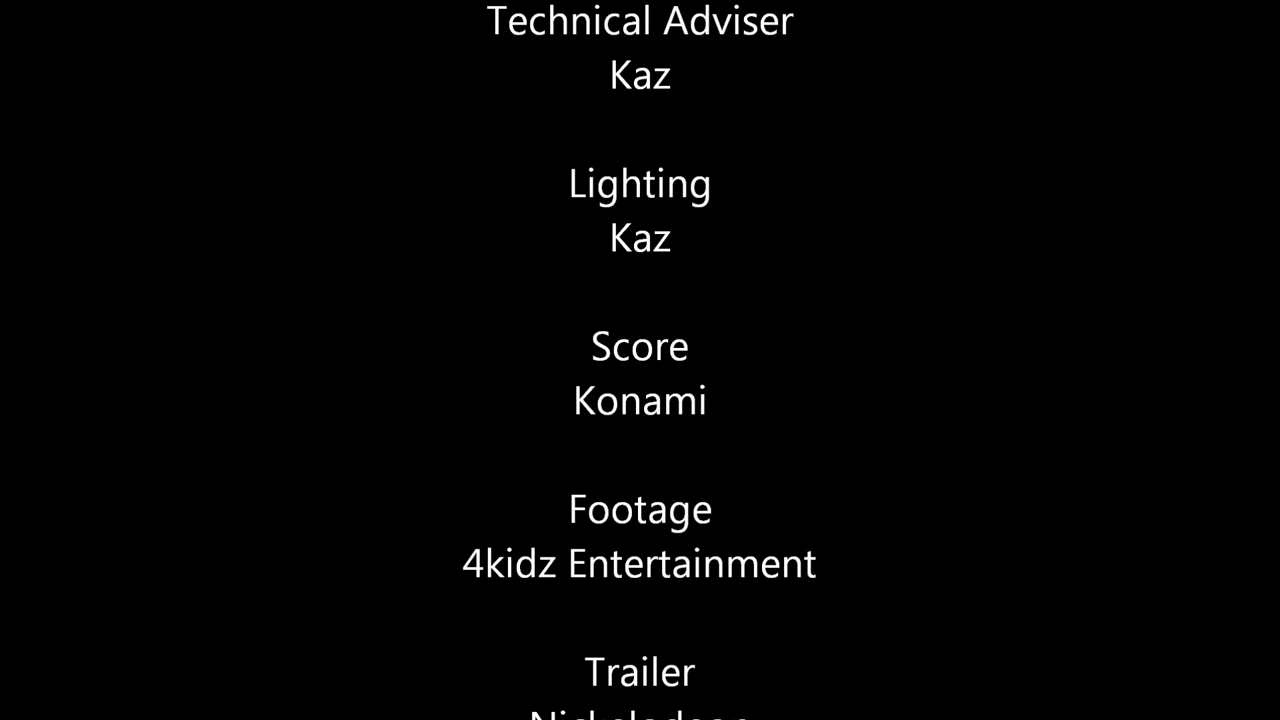 Technical Adviser
Kaz
Lighting
Kaz
Score
Konami
Footage
4kidz Entertainment
Trailer